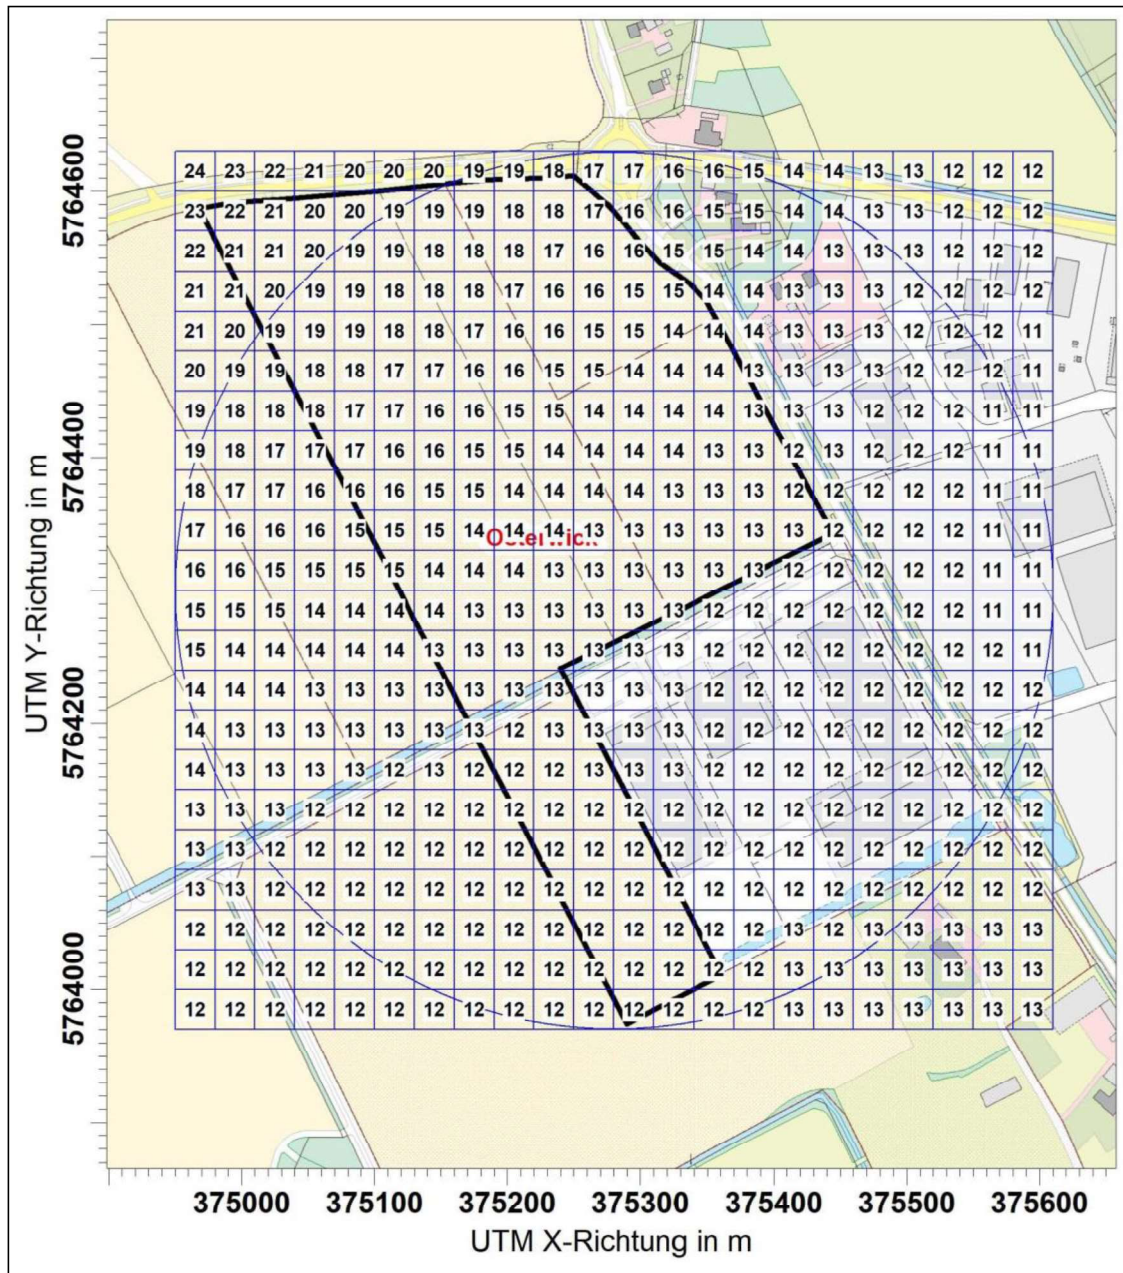 UTM Y-Richtung in m
5764600
5764400
5764200
5764000
24 23 22 21 20 20 20 19 19 18 17 17 16 16 15 14 14 13 13 12 12 12
23 22 21 20 20 19 19 19 18 18 17 16 16 15 15 14 14 13 13 12 12 12
22 21 21 20 19 19 18 18 18 17 16 16 15 15 14 14 13 13 13 12 12 12
21 21 20 19 19 18 18 18 17 16 16 15 15 14 14 13 13 13 12 12 12 12
21 20 19 19 19 18 18 17 16 16 15 15 14 14 14 13 13 13 12 12 12 11
20 19 19 18 18 17 17 16 16 15 15 14 14 14 13 13 13 13 12 12 12 11
19 18 18 18 17 17 16 16 15 15 14 14 14 14 13 13 13 12 12 12 11 11
19 18 17 17 17 16 16 15 15 14 14 14 14 13 13 12 13 12 12 12 11 11
18 17 17 16 16 16 15 15 14 14 14 14 13 13 13 12 12 12 12 12 11 11
17 16 16 16 15 15 15 14 14 14 13 13 13 13 13 13 12 12 12 12 11 11
Osterwick
16 16 15 15 15 15 14 14 14 13 13 13 13 13 13 12 12 12 12 12 11 11
15 15 15 14 14 14 14 13 13 13 13 13 13 12 12 12 12 12 12 12 11 11
15 14 14 14 14 14 13 13 13 13 13 13 13 12 12 12 12 12 12 12 12 11
14 14 14 13 13 13 13 13 13 13 13 13 13 12 12 12 12 12 12 12 12 12
14 13 13 13 13 13 13 13 12 13 13 13 13 12 12 12 12 12 12 12 12 12
14 13 13 13 13 12 13 12 12 12 13 13 13 12 12 12 12 12 12 12 12 12
13 13 13 12 12 12 12 12 12 12 12 12 12 12 12 12 12 12 12 12 12 12
13 13 12 12 12 12 12 12 12 12 12 12 12 12 12 12 12 12 12 12 12 12
13 13 12 12 12 12 12 12 12 12 12 12 12 12 12 12 12 12 12 12 12 12
12 12 12 12 12 12 12 12 12 12 12 12 12 12 12 13 12 13 13 13 13 13
12 12 12 12 12 12 12 12 12 12 12 12 12 12 12 13 13 13 13 13 13 13
12 12 12 12 12 12 12 12 12 12 12 12 12 12 12 13 13 13 13 13 13 13
375000 375100 375200 375300 375400 375500 375600
UTM X-Richtung in m